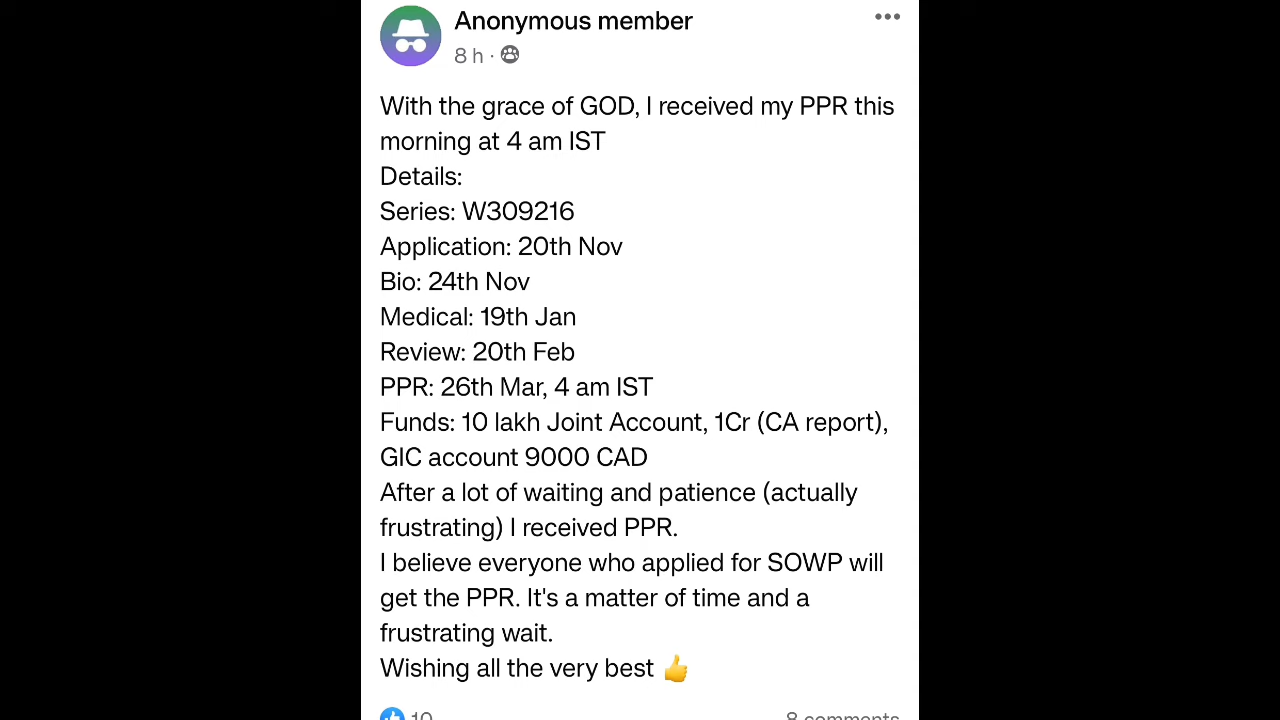 Anonymous member
8 h ·
With the grace of GOD, I received my PPR this
morning at 4 am IST
Details:
Series: W309216
Application: 20th Nov
Bio: 24th Nov
Medical: 19th Jan
Review: 20th Feb
PPR: 26th Mar, 4 am IST
Funds: 10 lakh Joint Account, 1Cr (CA report),
GIC account 9000 CAD
After a lot of waiting and patience (actually
frustrating) I received PPR.
I believe everyone who applied for SOWP will
get the PPR. It's a matter of time and a
frustrating wait.
Wishing all the very best 👍
10 8 comments